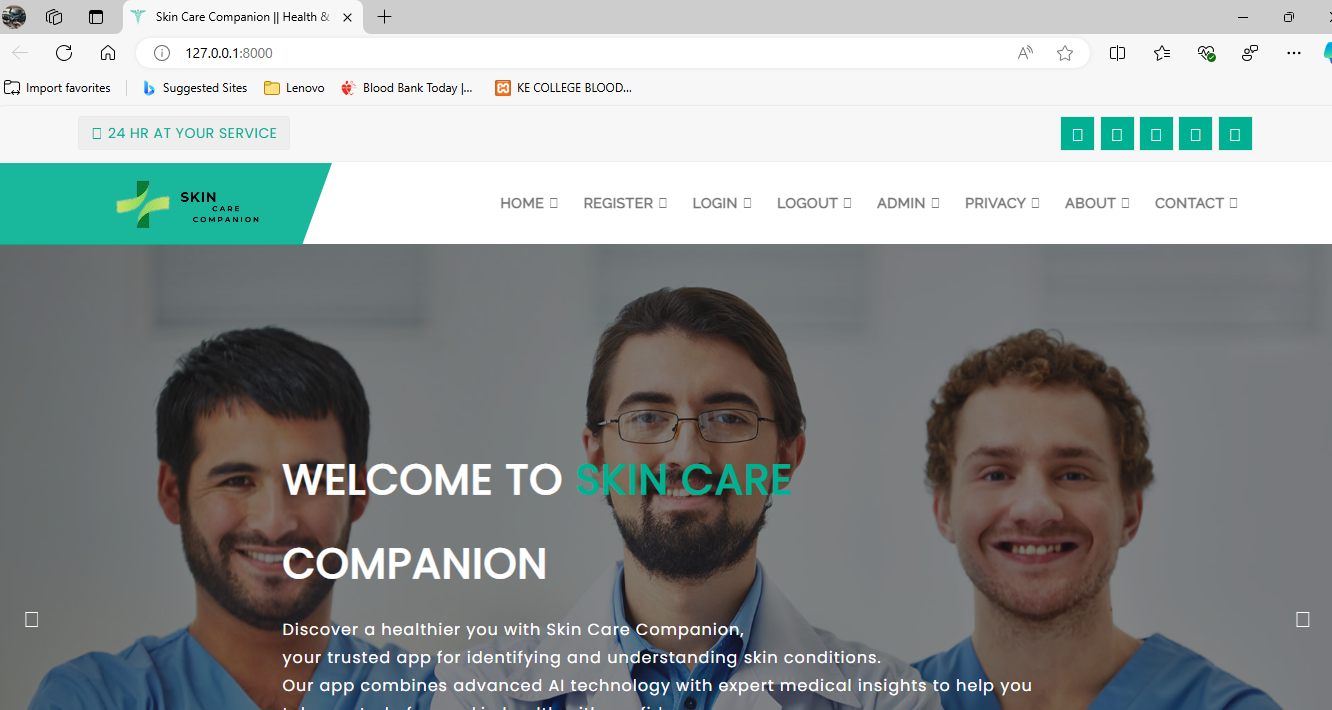 Skin Care Companion || Health &
127.0.0.1:8000
Import favorites
Suggested Sites
Lenovo
Blood Bank Today |...
KE COLLEGE BLOOD...
24 HR AT YOUR SERVICE
SKIN
CARE
COMPANION
HOME
REGISTER
LOGIN
LOGOUT
ADMIN
PRIVACY
ABOUT
CONTACT
WELCOME TO SKIN CARE
COMPANION
Discover a healthier you with Skin Care Companion,
your trusted app for identifying and understanding skin conditions.
Our app combines advanced AI technology with expert medical insights to help you